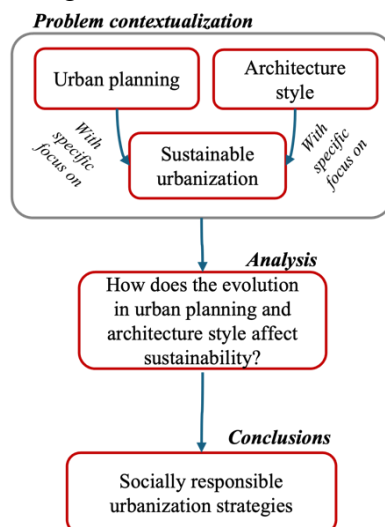 Problem contextualization
Urban planning
Architecture
style
With
specific
focus on
Sustainable
urbanization
With
specific
focus on
Analysis
How does the evolution
in urban planning and
architecture style affect
sustainability?
Conclusions
Socially responsible
urbanization strategies